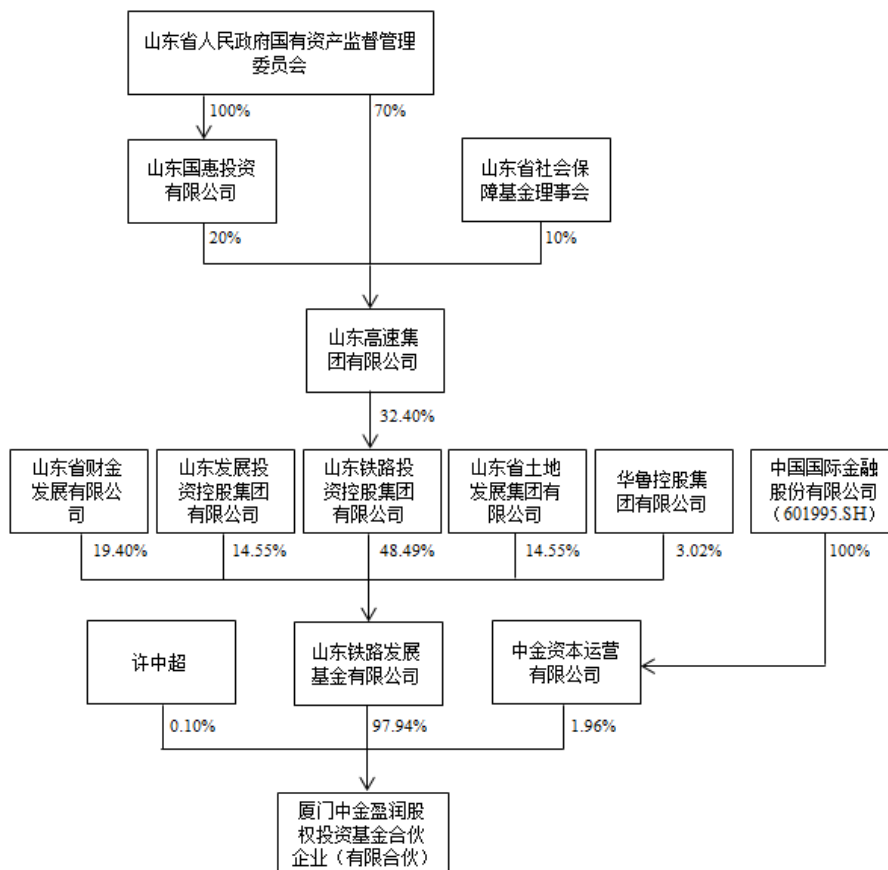 山东省人民政府国有资产监督管理
委员会
100%
70%
山东国惠投资
有限公司
山东省社会保
障基金理事会
20%
10%
山东高速集
团有限公司
32.40%
山东省财金
发展有限公
司
山东发展投
资控股集团
有限公司
山东铁路投
资控股集团
有限公司
山东省土地
发展集团有
限公司
华鲁控股集
团有限公司
中国国际金融
股份有限公司
（601995.SH）
19.40%
14.55%
48.49%
14.55%
3.02%
100%
许中超
山东铁路发展
基金有限公司
中金资本运营
有限公司
0.10%
97.94%
1.96%
厦门中金盈润股
权投资基金合伙
企业（有限合伙）